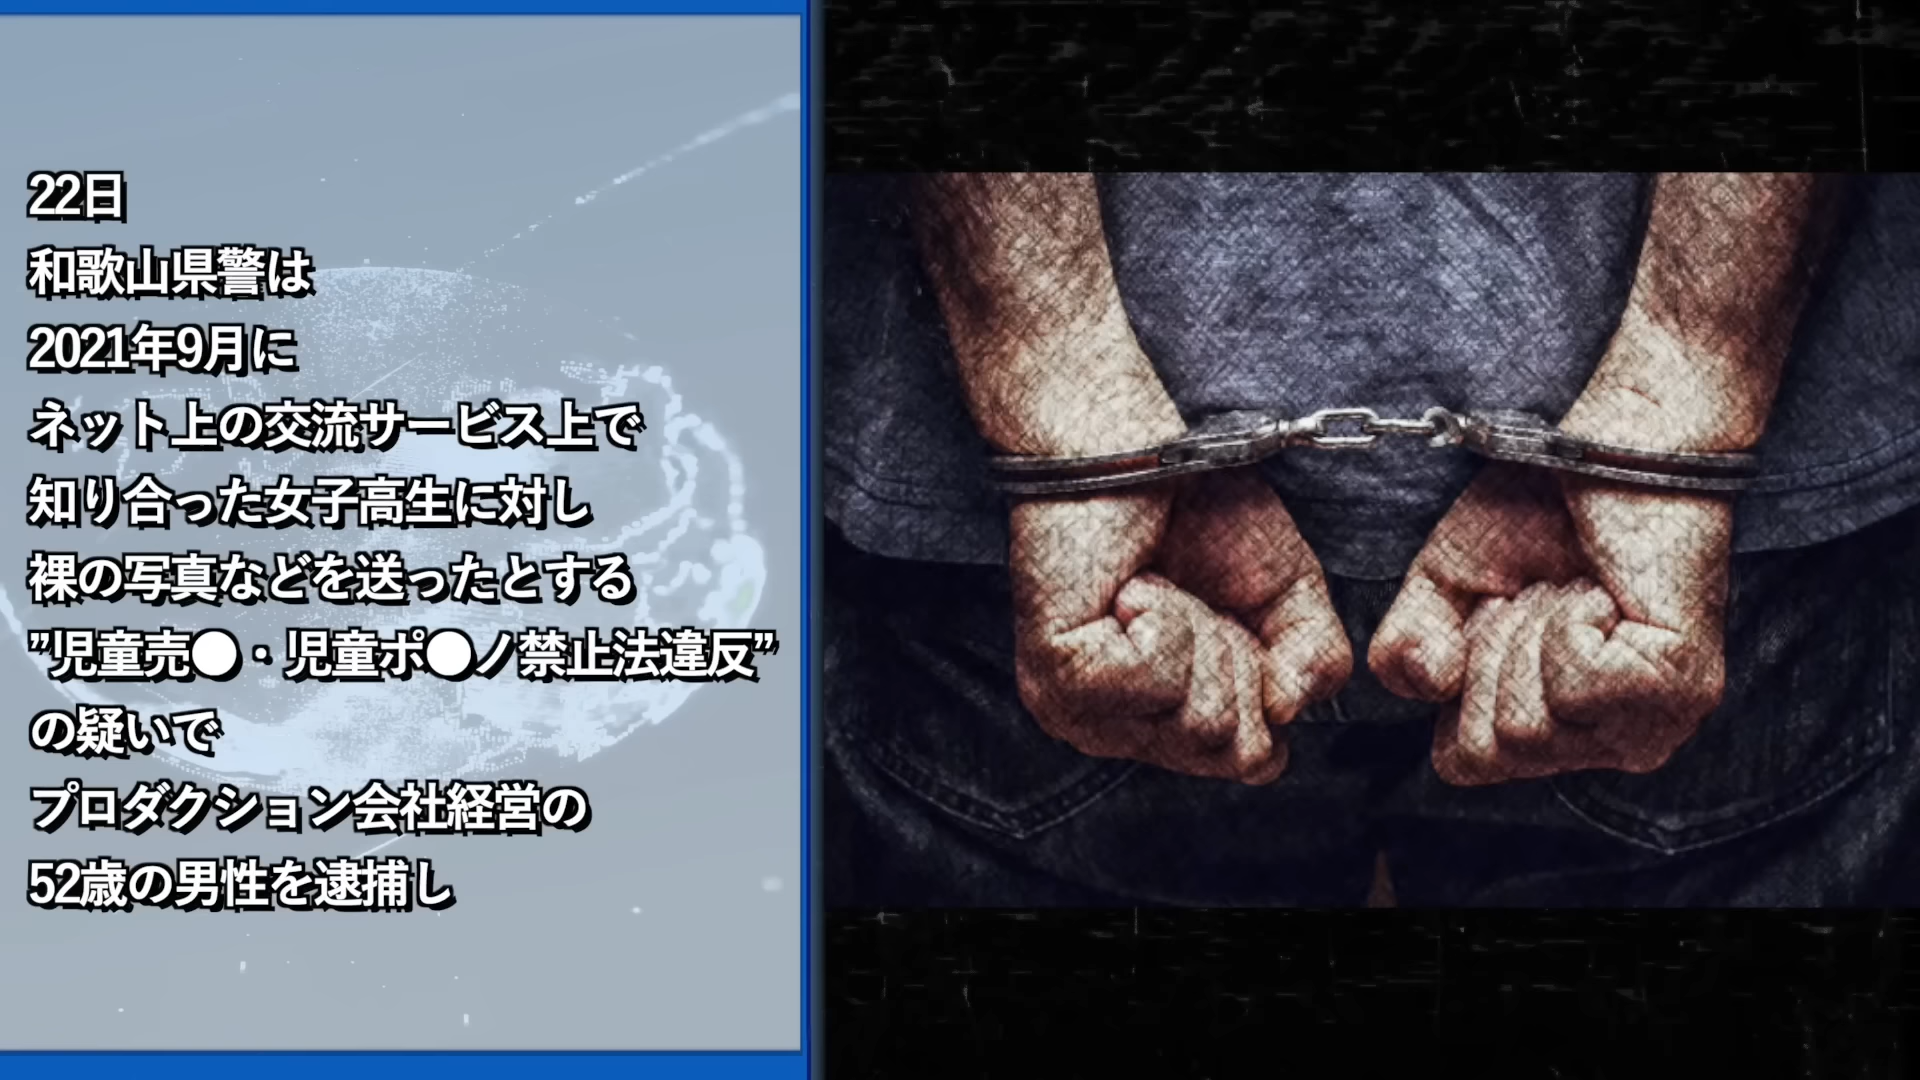 22日
和歌山県警は
2021年9月に
ネット上の交流サービス上で
知り合った女子高生に対し
裸の写真などを送ったとする
”児童売●・児童ポ●ノ禁止法違反”
の疑いで
プロダクション会社経営の
52歳の男性を逮捕し